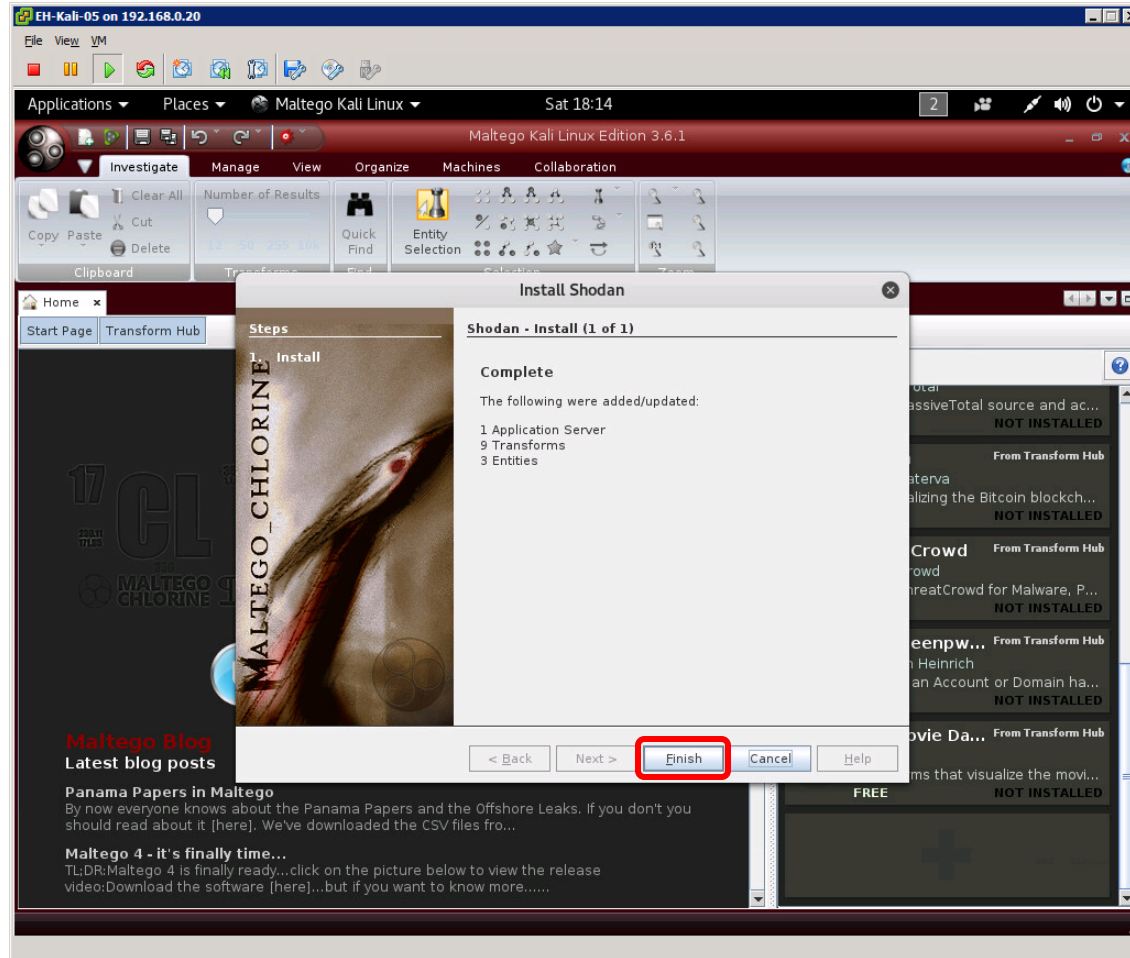 EH-Kali-05 on 192.168.0.20
File View VM
Applications Places Maltego Kali Linux Sat 18:14 2
Maltego Kali Linux Edition 3.6.1
Investigate Manage View Organize Machines Collaboration
Copy Paste Clear All Cut Delete
Number of Results
12 50 255 10k
Quick Find
Entity Selection
Clipboard Transforms Find Selection Zoom
Home
Start Page Transform Hub
Install Shodan
Steps
1. Install
MALTEGO_CHLORINE
Shodan - Install (1 of 1)
Complete
The following were added/updated:
1 Application Server
9 Transforms
3 Entities
< Back Next > Finish Cancel Help
17 CL
MALTEGO
CHLORINE
Maltego Blog
Latest blog posts
Panama Papers in Maltego
By now everyone knows about the Panama Papers and the Offshore Leaks. If you don't you
should read about it [here]. We've downloaded the CSV files fro...
Maltego 4 - it's finally time...
TL;DR:Maltego 4 is finally ready...click on the picture below to view the release
video:Download the software [here]...but if you want to know more......
assiveTotal source and ac...
NOT INSTALLED
From Transform Hub
aterva
alizing the Bitcoin blockch...
NOT INSTALLED
Crowd From Transform Hub
rowd
hreatCrowd for Malware, P...
NOT INSTALLED
eenpw... From Transform Hub
n Heinrich
an Account or Domain ha...
NOT INSTALLED
ovie Da... From Transform Hub
ms that visualize the movi...
FREE NOT INSTALLED